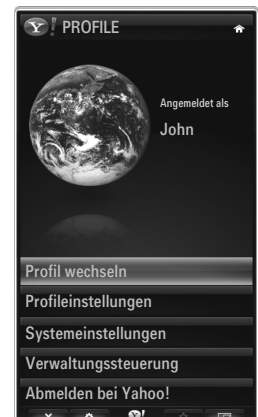 Y! PROFILE
Angemeldet als
John
Profil wechseln
Profileinstellungen
Systemeinstellungen
Verwaltungssteuerung
Abmelden bei Yahoo!
Y!